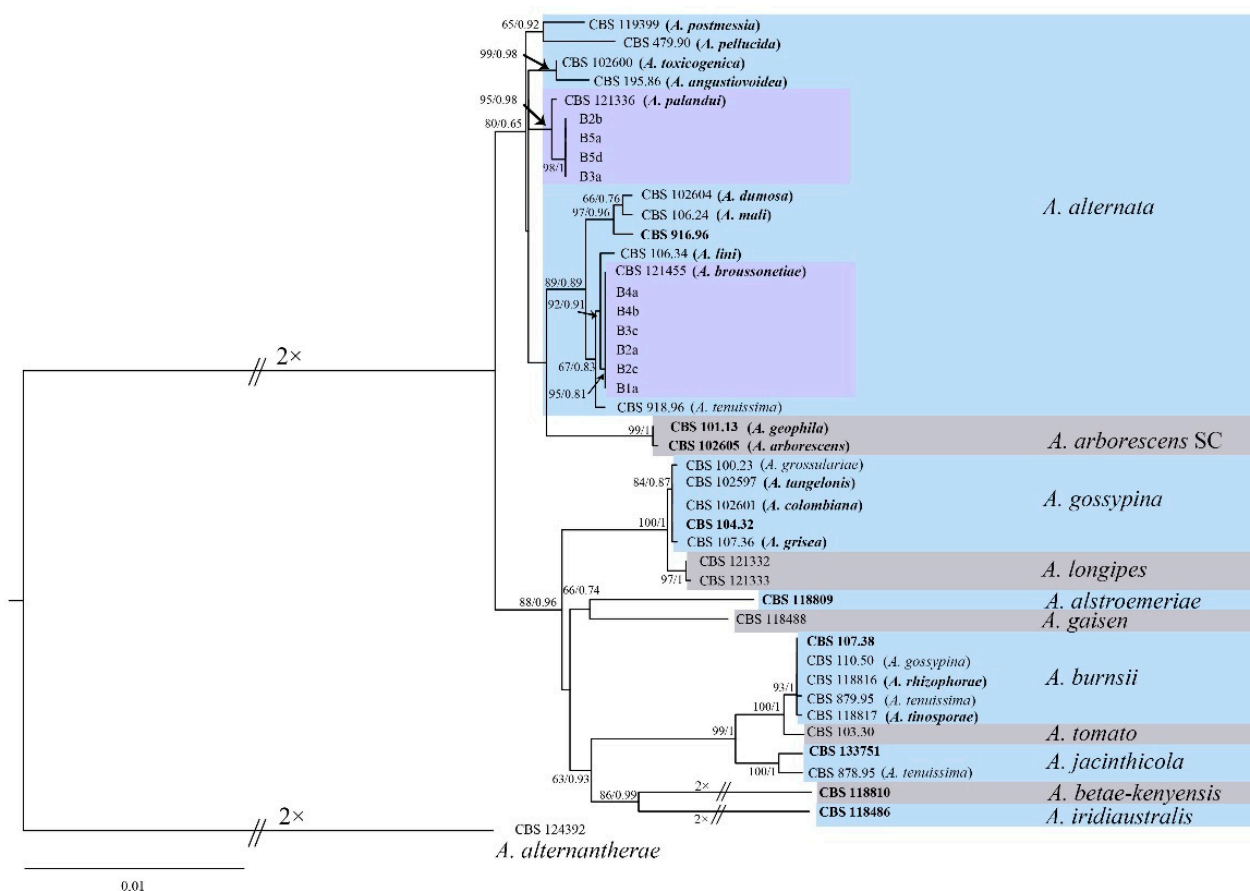 65/0.92
CBS 119399 (A. postmessia)
CBS 479.90 (A. pellucida)
99/0.98
CBS 102600 (A. toxicogenica)
CBS 195.86 (A. angustiovoidea)
95/0.98
CBS 121336 (A. palandui)
80/0.65
B2b
B5a
B5d
98/1
B3a
66/0.76
CBS 102604 (A. dumosa)
97/0.96
CBS 106.24 (A. mali)
CBS 916.96
CBS 106.34 (A. lini)
CBS 121455 (A. broussonetiae)
89/0.89
B4a
92/0.91
B4b
B3c
B2a
67/0.83
B2c
95/0.81
B1a
CBS 918.96 (A. tenuissima)
A. alternata
2×
99/1
CBS 101.13 (A. geophila)
CBS 102605 (A. arborescens)
A. arborescens SC
CBS 100.23 (A. grossulariae)
84/0.87
CBS 102597 (A. tangelonis)
CBS 102601 (A. colombiana)
100/1
CBS 104.32
CBS 107.36 (A. grisea)
A. gossypina
CBS 121332
97/1
CBS 121333
A. longipes
88/0.96
66/0.74
CBS 118809
A. alstroemeriae
CBS 118488
A. gaisen
CBS 107.38
CBS 110.50 (A. gossypina)
CBS 118816 (A. rhizophorae)
93/1
CBS 879.95 (A. tenuissima)
100/1
CBS 118817 (A. tinosporae)
A. burnsii
99/1
CBS 103.30
A. tomato
CBS 133751
100/1
CBS 878.95 (A. tenuissima)
A. jacinthicola
63/0.93
86/0.99
2×
CBS 118810
A. betae-kenyensis
2×
CBS 118486
A. iridiaustralis
2×
CBS 124392
A. alternantherae
0.01